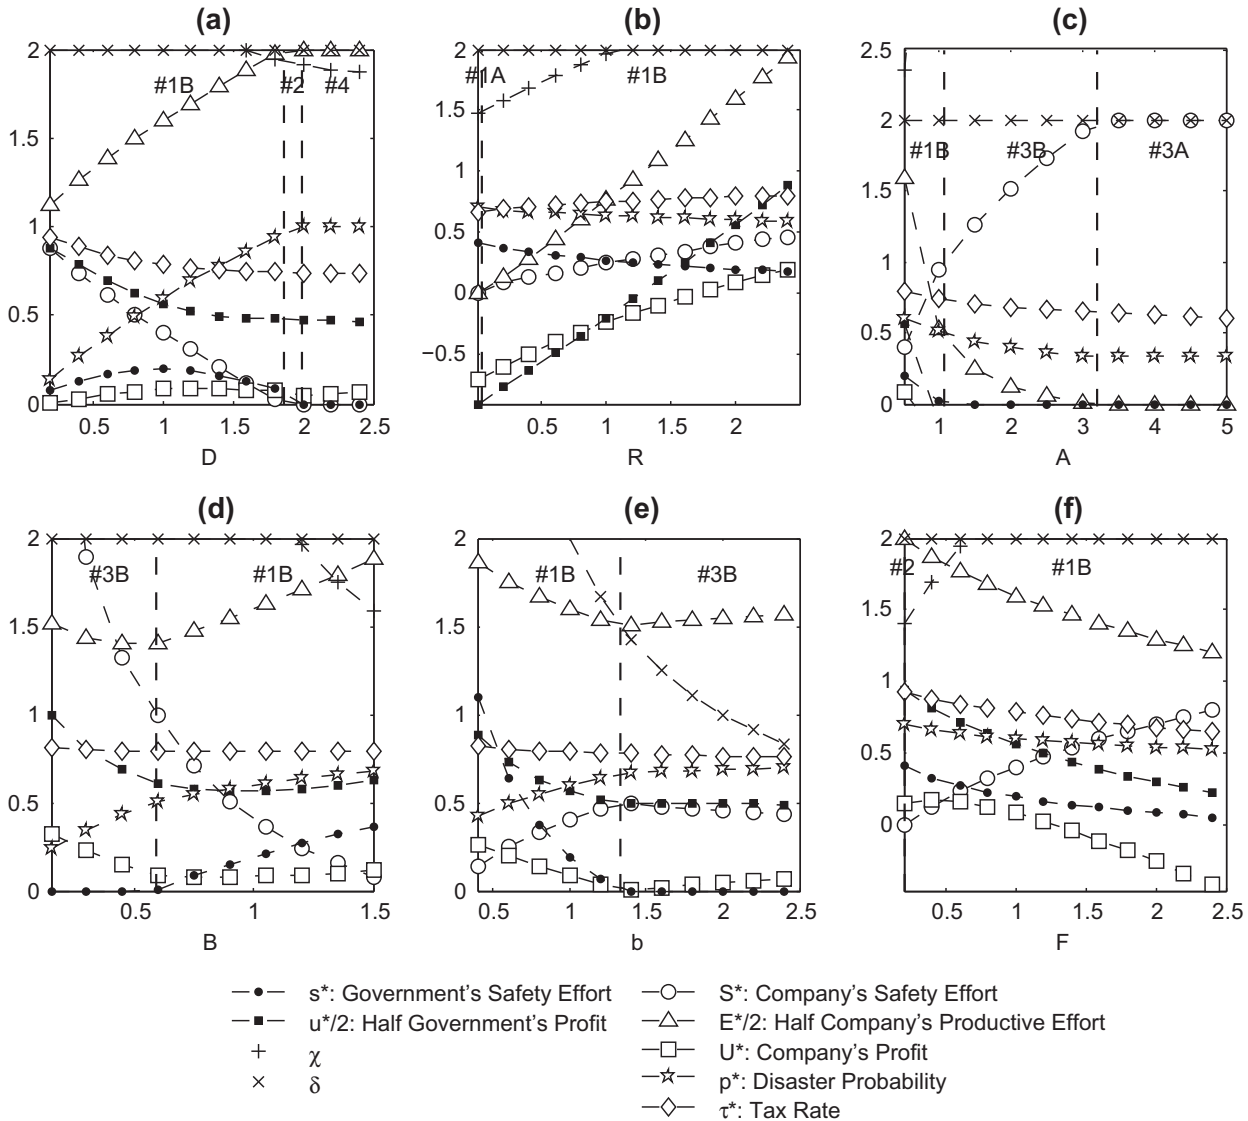 (a) (b) (c)
2 2 2.5
#1B #2 #4 #1A #1B
1.5 1.5 2
#1B #3B #3A
1 1.5
1 0.5 1
0.5 0 0.5
−0.5
0 0
0.5 1 1.5 2 2.5 0.5 1 1.5 2 1 2 3 4 5
D R A
(d) (e) (f)
2 2 2
#3B #1B #1B #3B #2 #1B
1.5 1.5 1.5
1 1 1
0.5 0.5 0.5
0
0 0
0.5 1 1.5 0.5 1 1.5 2 2.5 0.5 1 1.5 2 2.5
B b F
s*: Government's Safety Effort S*: Company's Safety Effort
u*/2: Half Government's Profit E*/2: Half Company's Productive Effort
χ U*: Company's Profit
δ p*: Disaster Probability
τ*: Tax Rate